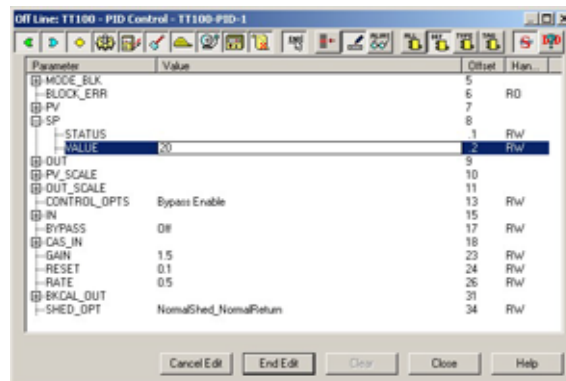 Off Line: TT100 - PID Control - TT100-PID-1
Parameter Value Offset Han...
MODE_BLK 5
BLOCK_ERR 6 RO
PV 7
SP 8
STATUS .1 RW
VALUE 20 .2 RW
OUT 9
PV_SCALE 10
OUT_SCALE 11
CONTROL_OPTS Bypass Enable 13 RW
IN 15
BYPASS Off 17 RW
CAS_IN 18
GAIN 1.5 23 RW
RESET 0.1 24 RW
RATE 0.5 26 RW
BKCAL_OUT 31
SHED_OPT NormalShed_NormalReturn 34 RW
Cancel Edit End Edit Clear Close Help